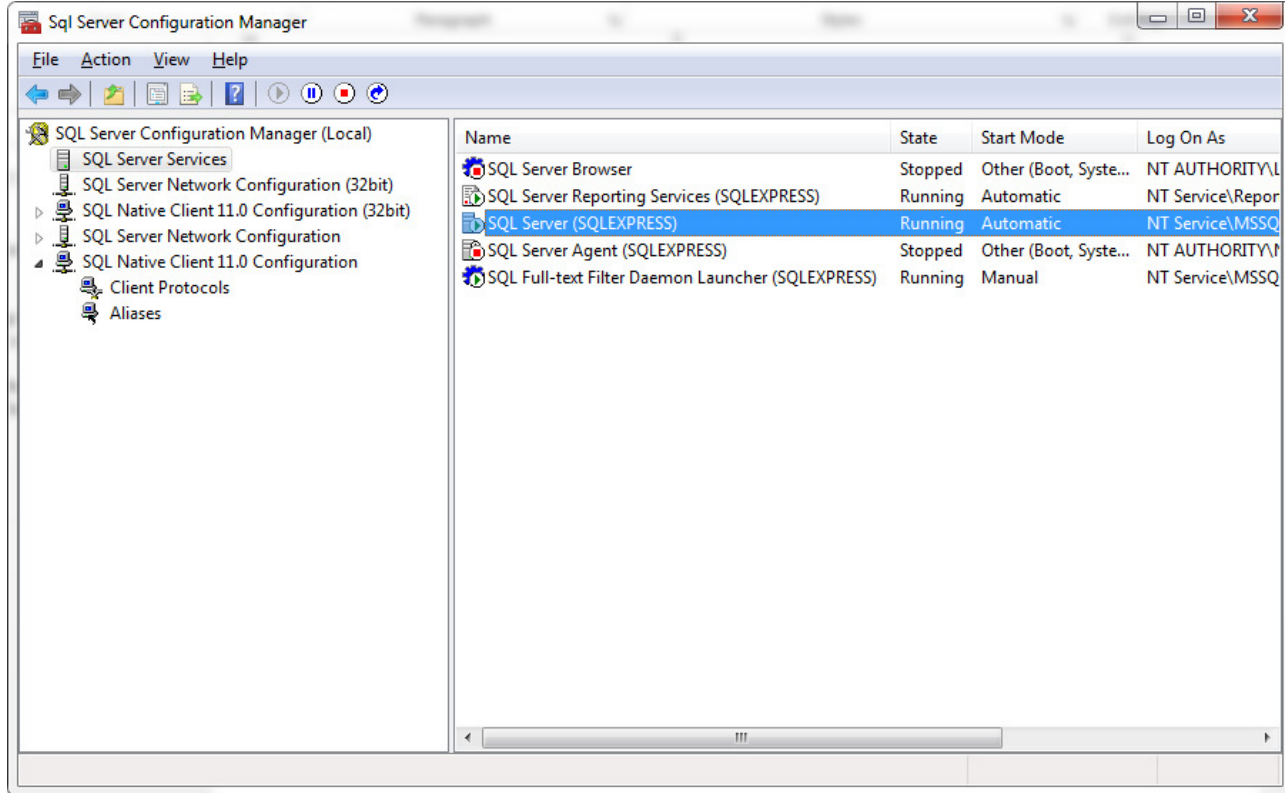 Sql Server Configuration Manager
File Action View Help
SQL Server Configuration Manager (Local)
SQL Server Services
SQL Server Network Configuration (32bit)
SQL Native Client 11.0 Configuration (32bit)
SQL Server Network Configuration
SQL Native Client 11.0 Configuration
Client Protocols
Aliases
Name State Start Mode Log On As
SQL Server Browser Stopped Other (Boot, Syste... NT AUTHORITY\L
SQL Server Reporting Services (SQLEXPRESS) Running Automatic NT Service\Repor
SQL Server (SQLEXPRESS) Running Automatic NT Service\MSSQ
SQL Server Agent (SQLEXPRESS) Stopped Other (Boot, Syste... NT AUTHORITY\
SQL Full-text Filter Daemon Launcher (SQLEXPRESS) Running Manual NT Service\MSSQ